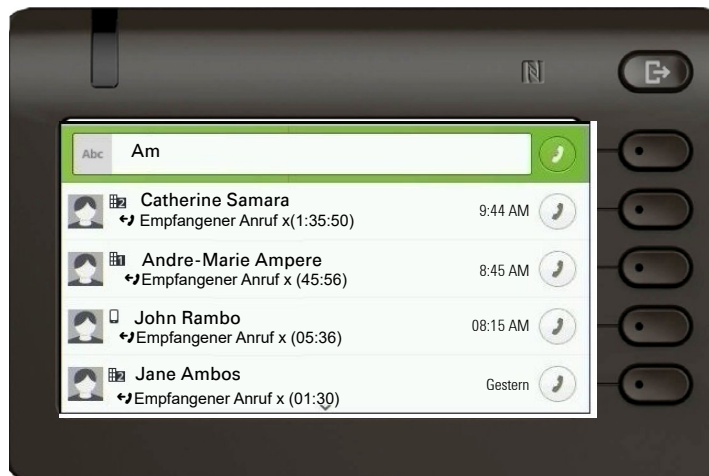 Abc Am
Catherine Samara
Empfangener Anruf x(1:35:50)
9:44 AM
Andre-Marie Ampere
Empfangener Anruf x (45:56)
8:45 AM
John Rambo
Empfangener Anruf x (05:36)
08:15 AM
Jane Ambos
Empfangener Anruf x (01:30)
Gestern